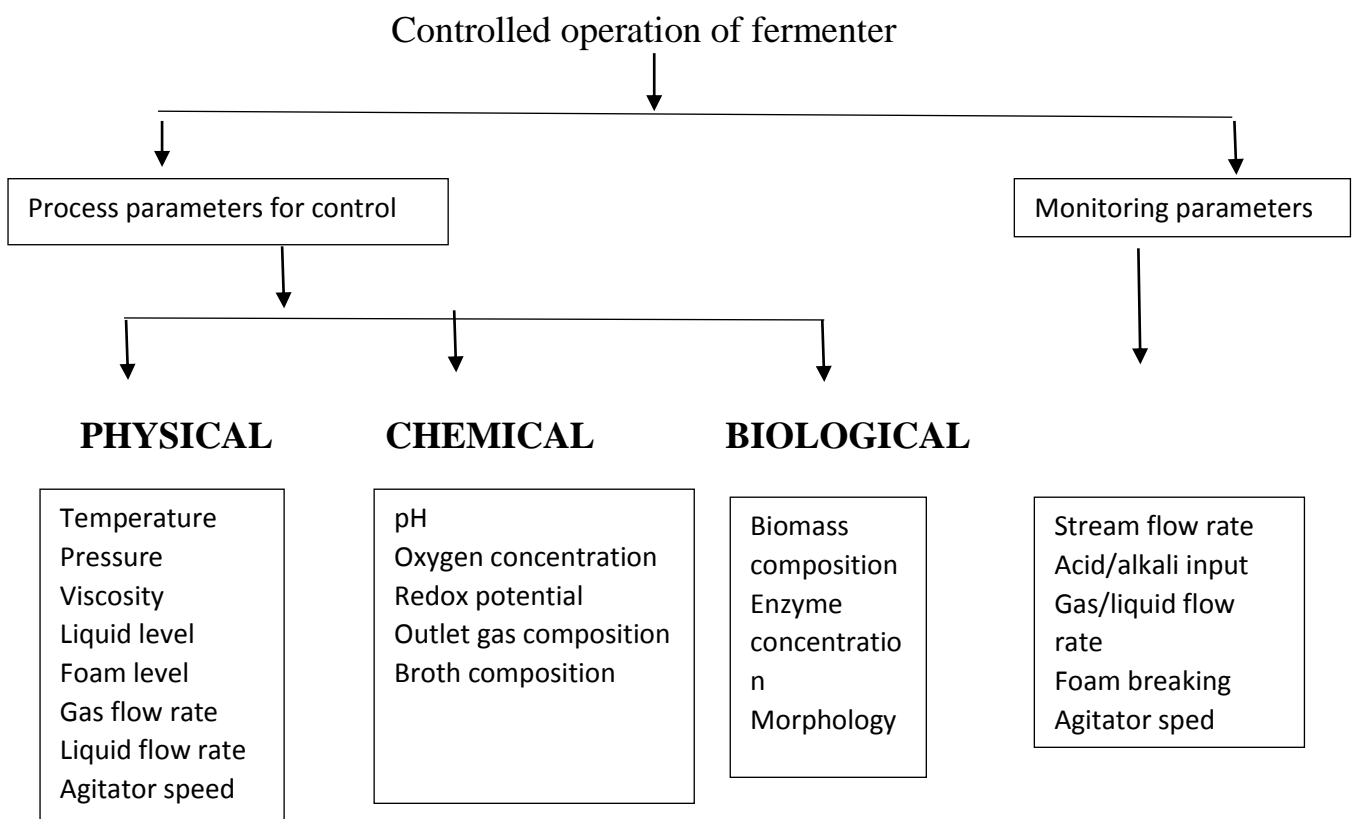 Controlled operation of fermenter
Process parameters for control
Monitoring parameters
PHYSICAL
CHEMICAL
BIOLOGICAL
Temperature
Pressure
Viscosity
Liquid level
Foam level
Gas flow rate
Liquid flow rate
Agitator speed
pH
Oxygen concentration
Redox potential
Outlet gas composition
Broth composition
Biomass
composition
Enzyme
concentratio
n
Morphology
Stream flow rate
Acid/alkali input
Gas/liquid flow
rate
Foam breaking
Agitator sped